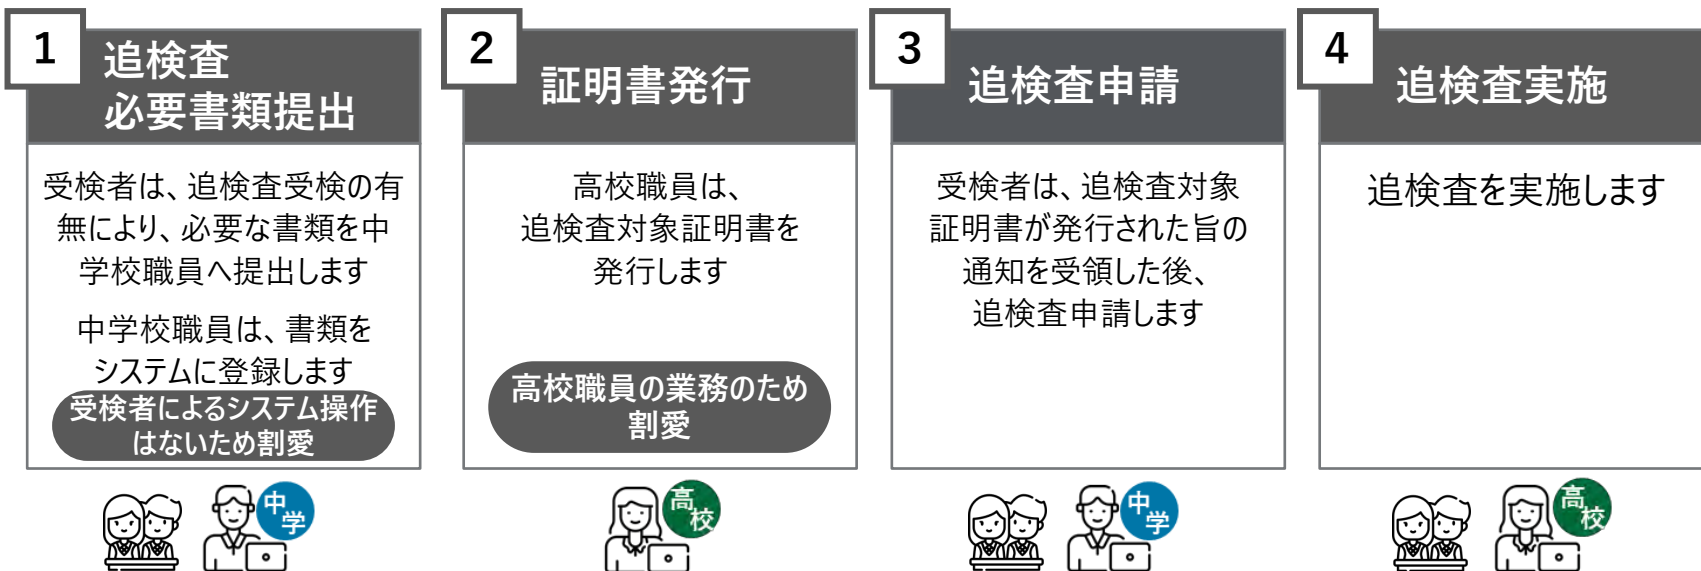 1
追検査
必要書類提出
受検者は、追検査受検の有
無により、必要な書類を中
学校職員へ提出します
中学校職員は、書類を
システムに登録します
受検者によるシステム操作
はないため割愛
中学
2
証明書発行
高校職員は、
追検査対象証明書を
発行します
高校職員の業務のため
割愛
高校
3
追検査申請
受検者は、追検査対象
証明書が発行された旨の
通知を受領した後、
追検査申請します
中学
4
追検査実施
追検査を実施します
高校